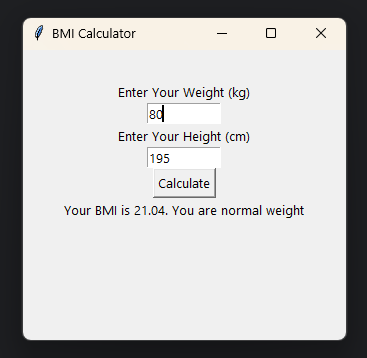 BMI Calculator
Enter Your Weight (kg)
80
Enter Your Height (cm)
195
Calculate
Your BMI is 21.04. You are normal weight